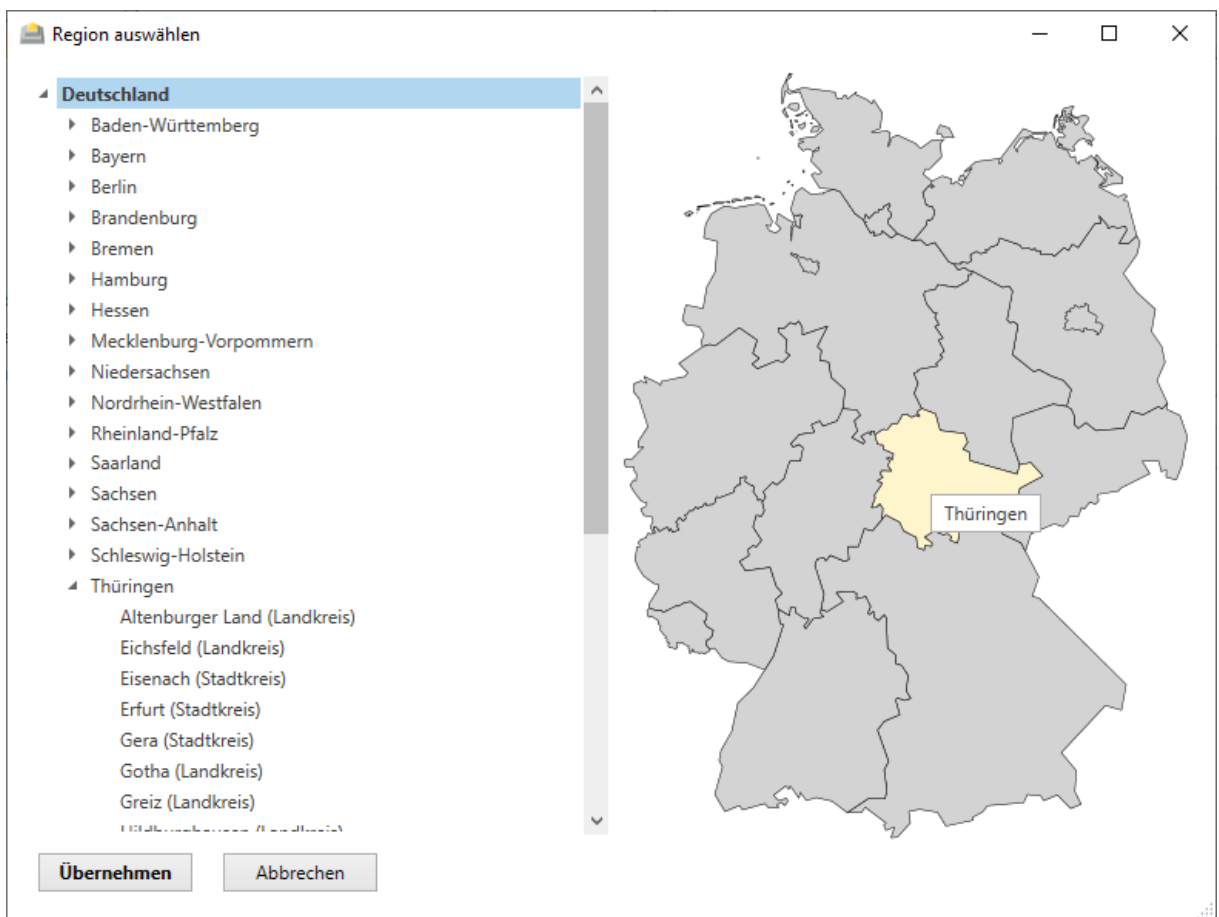 Region auswählen
Deutschland
Baden-Württemberg
Bayern
Berlin
Brandenburg
Bremen
Hamburg
Hessen
Mecklenburg-Vorpommern
Niedersachsen
Nordrhein-Westfalen
Rheinland-Pfalz
Saarland
Sachsen
Sachsen-Anhalt
Schleswig-Holstein
Thüringen
Altenburger Land (Landkreis)
Eichsfeld (Landkreis)
Eisenach (Stadtkreis)
Erfurt (Stadtkreis)
Gera (Stadtkreis)
Gotha (Landkreis)
Greiz (Landkreis)
Hildburghausen (Landkreis)
Thüringen
Übernehmen
Abbrechen